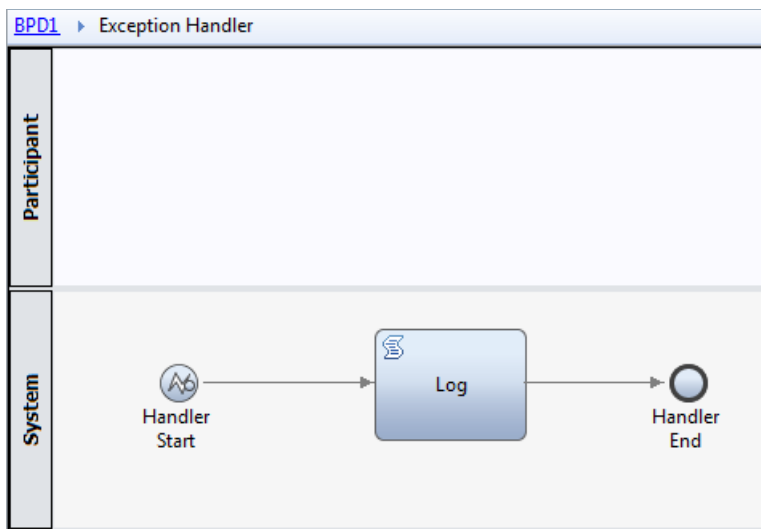 BPD1 Exception Handler
Participant
System
Handler
Start
Log
Handler
End